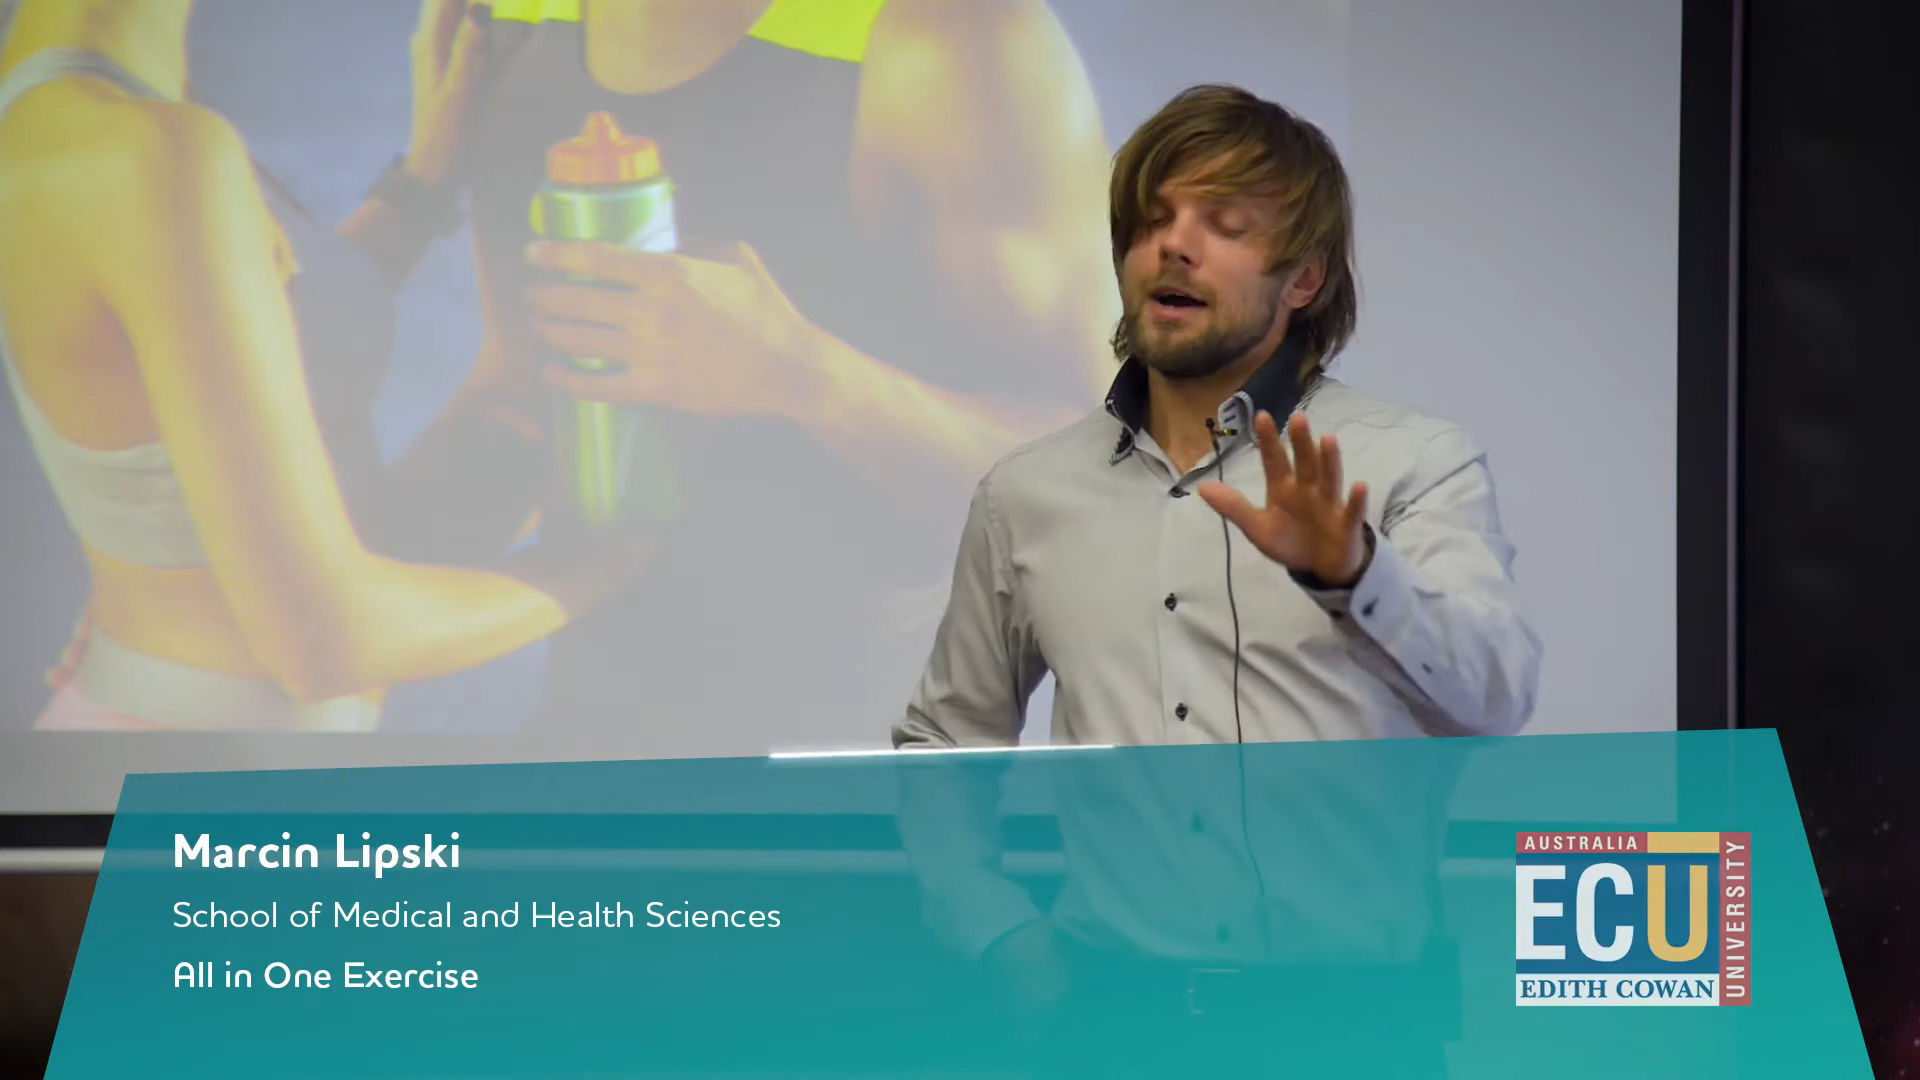 Marcin Lipski
School of Medical and Health Sciences
All in One Exercise
AUSTRALIA
ECU
EDITH COWAN
UNIVERSITY